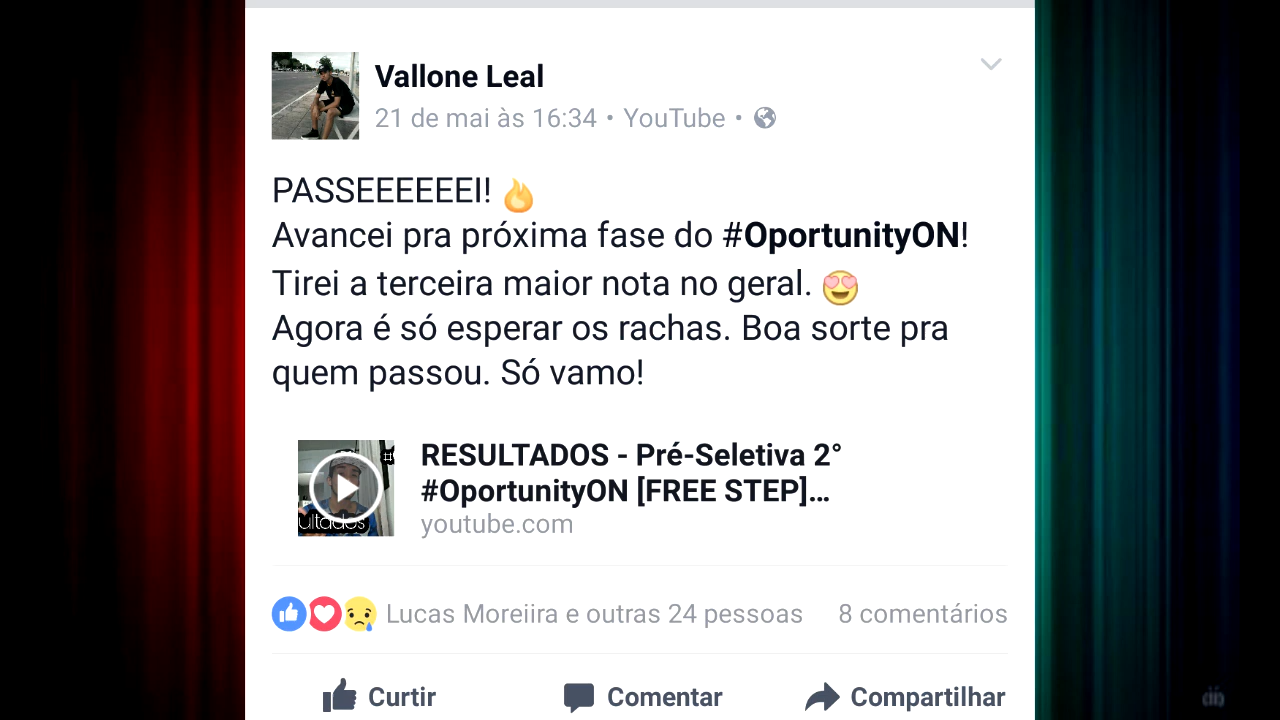 Vallone Leal
21 de mai às 16:34 • YouTube •
PASSEEEEEEI! 🔥
Avancei pra próxima fase do #OportunityON!
Tirei a terceira maior nota no geral. 😍
Agora é só esperar os rachas. Boa sorte pra
quem passou. Só vamo!
RESULTADOS - Pré-Seletiva 2°
#OportunityON [FREE STEP]...
youtube.com
ultados
Lucas Moreiira e outras 24 pessoas 8 comentários
Curtir Comentar Compartilhar